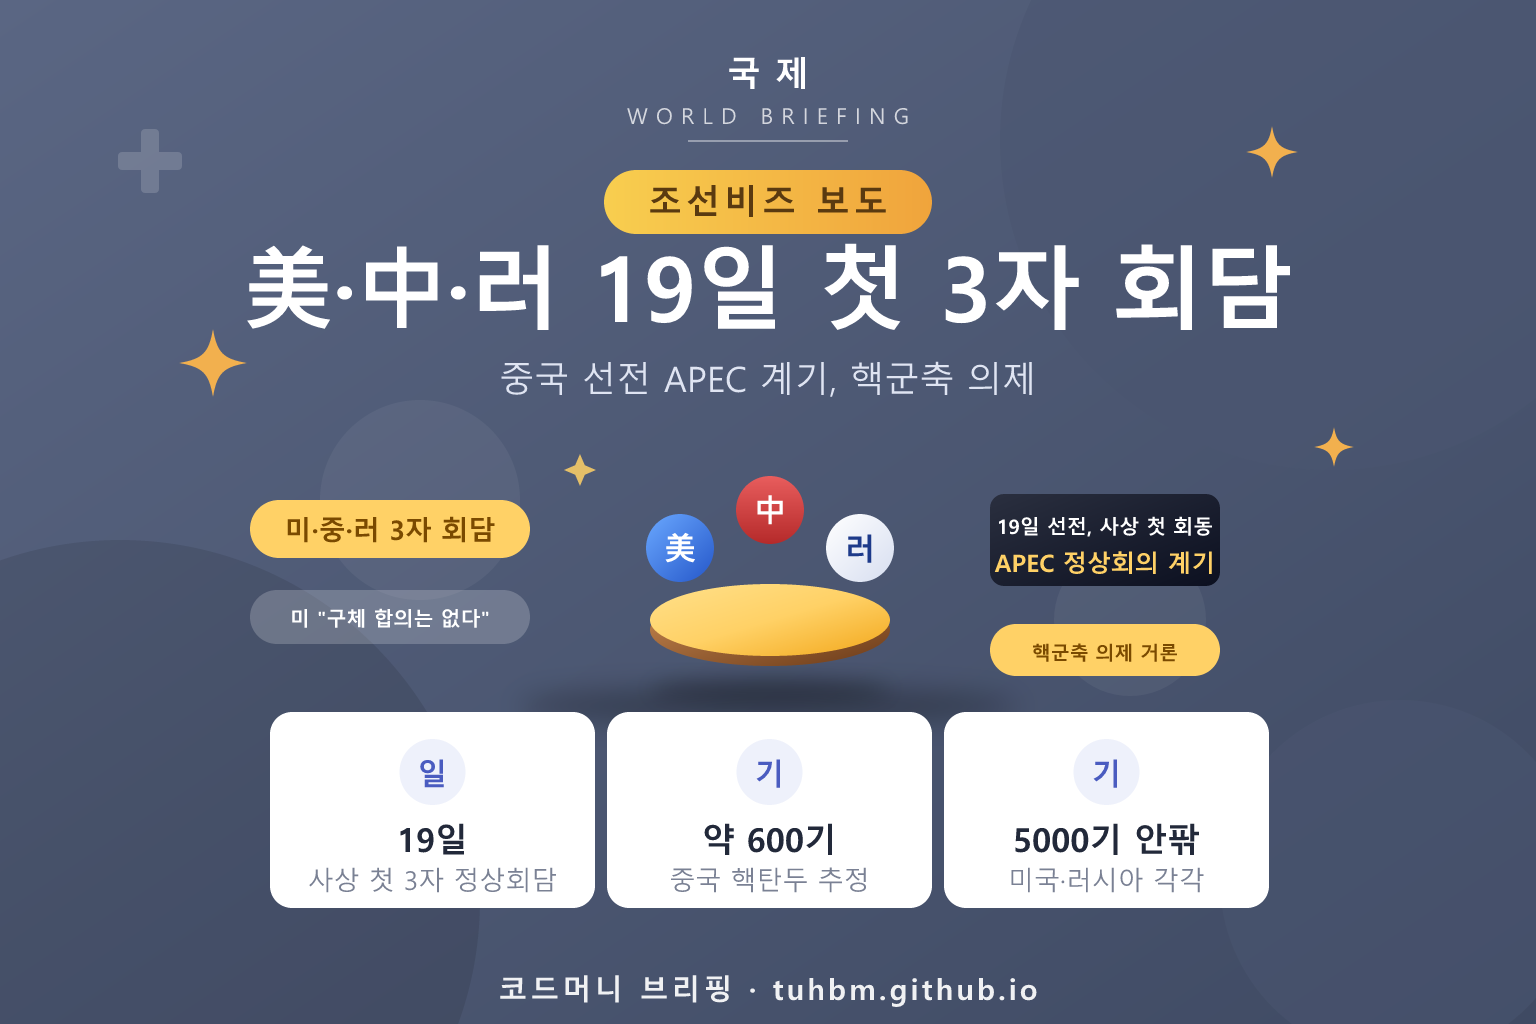 국제
WORLD BRIEFING
조선비즈 보도
美·中·러 19일 첫 3자 회담
중국 선전 APEC 계기, 핵군축 의제
미·중·러 3자 회담
미 "구체 합의는 없다"
美
中
러
19일 선전, 사상 첫 회동
APEC 정상회의 계기
핵군축 의제 거론
일
19일
사상 첫 3자 정상회담
기
약 600기
중국 핵탄두 추정
기
5000기 안팎
미국·러시아 각각
코드머니 브리핑 · tuhbm.github.io